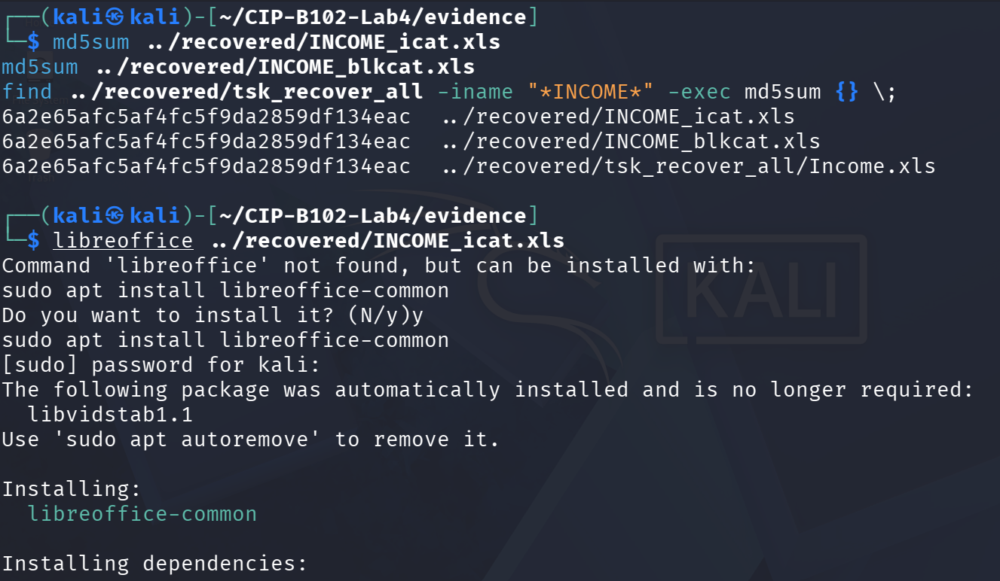 ┌──(kali㉿kali)-[~/CIP-B102-Lab4/evidence]
└─$ md5sum ../recovered/INCOME_icat.xls
md5sum ../recovered/INCOME_blkcat.xls
find ../recovered/tsk_recover_all -iname "*INCOME*" -exec md5sum {} \;
6a2e65afc5af4fc5f9da2859df134eac  ../recovered/INCOME_icat.xls
6a2e65afc5af4fc5f9da2859df134eac  ../recovered/INCOME_blkcat.xls
6a2e65afc5af4fc5f9da2859df134eac  ../recovered/tsk_recover_all/Income.xls
┌──(kali㉿kali)-[~/CIP-B102-Lab4/evidence]
└─$ libreoffice ../recovered/INCOME_icat.xls
Command 'libreoffice' not found, but can be installed with:
sudo apt install libreoffice-common
Do you want to install it? (N/y)y
sudo apt install libreoffice-common
[sudo] password for kali:
The following package was automatically installed and is no longer required:
  libvidstab1.1
Use 'sudo apt autoremove' to remove it.
Installing:
  libreoffice-common
Installing dependencies:
KALI